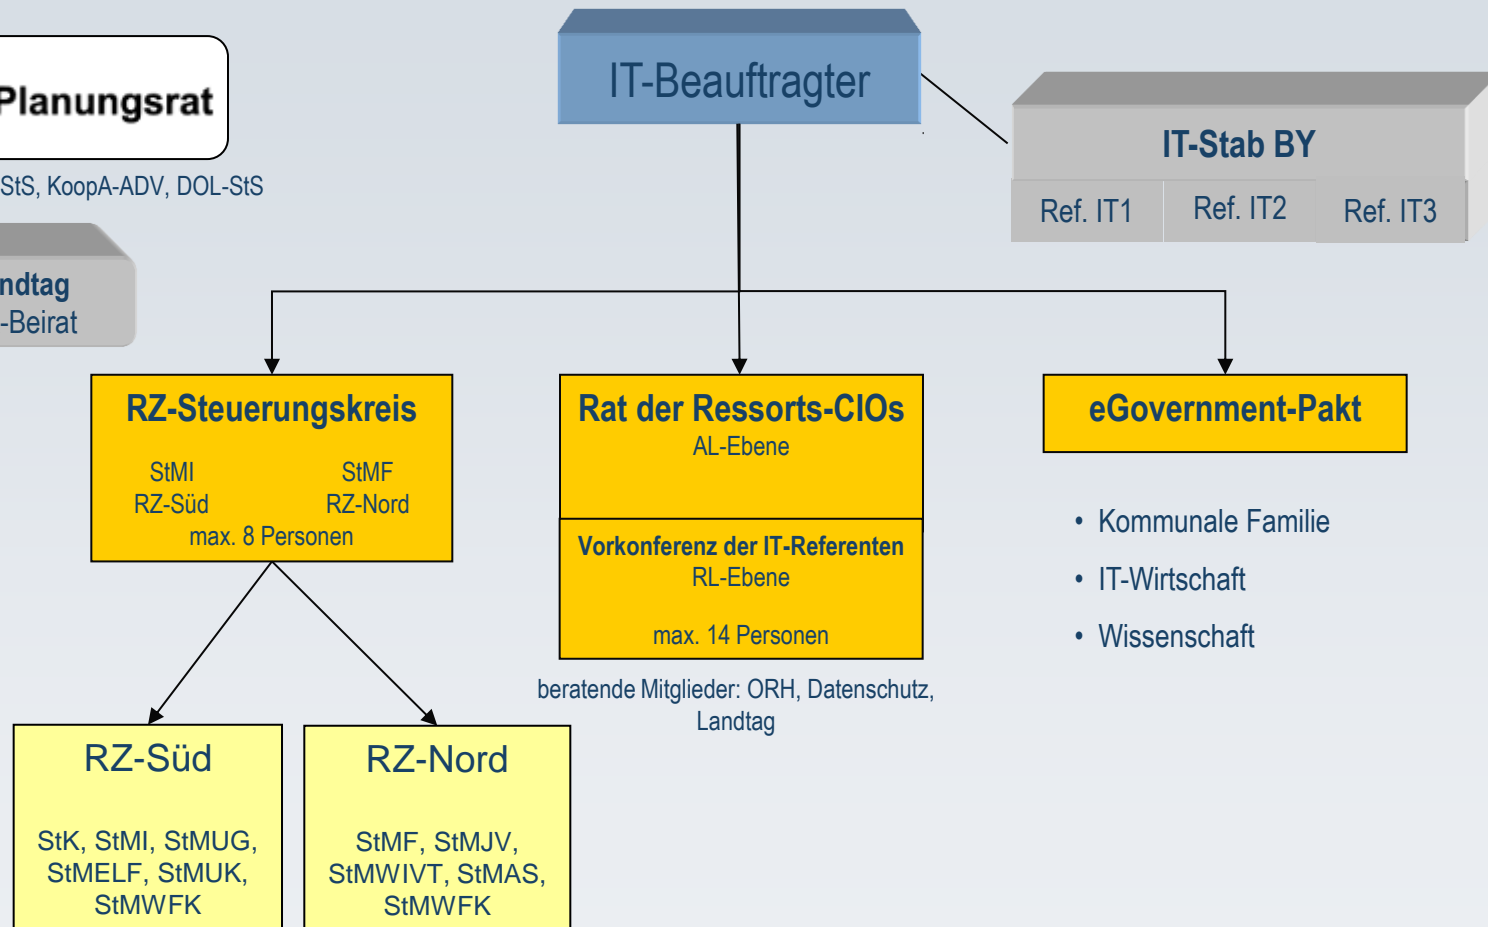 IT-Beauftragter
Planungsrat
StS, KoopA-ADV, DOL-StS
IT-Stab BY
Ref. IT1
Ref. IT2
Ref. IT3
ndtag
-Beirat
RZ-Steuerungskreis
StMI StMF
RZ-Süd RZ-Nord
max. 8 Personen
Rat der Ressorts-CIOs
AL-Ebene
Vorkonferenz der IT-Referenten
RL-Ebene
max. 14 Personen
beratende Mitglieder: ORH, Datenschutz,
Landtag
eGovernment-Pakt
• Kommunale Familie
• IT-Wirtschaft
• Wissenschaft
RZ-Süd
StK, StMI, StMUG,
StMELF, StMUK,
StMWFK
RZ-Nord
StMF, StMJV,
StMWIVT, StMAS,
StMWFK